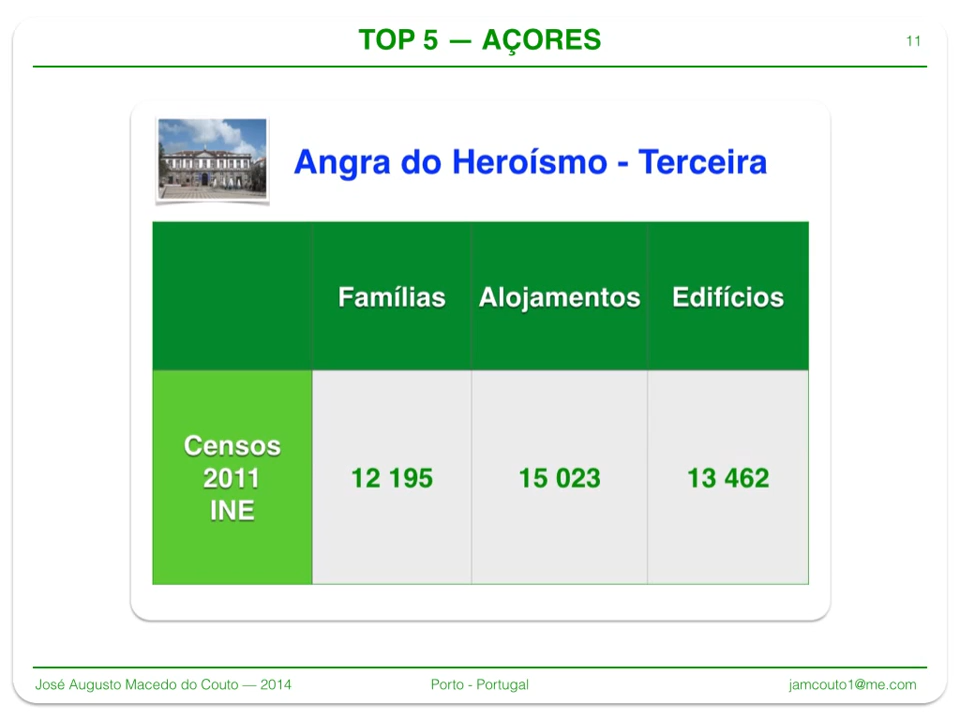 TOP 5 — AÇORES
11
Angra do Heroísmo - Terceira
Famílias Alojamentos Edifícios
Censos
2011
INE
12 195 15 023 13 462
José Augusto Macedo do Couto — 2014 Porto - Portugal jamcouto1@me.com